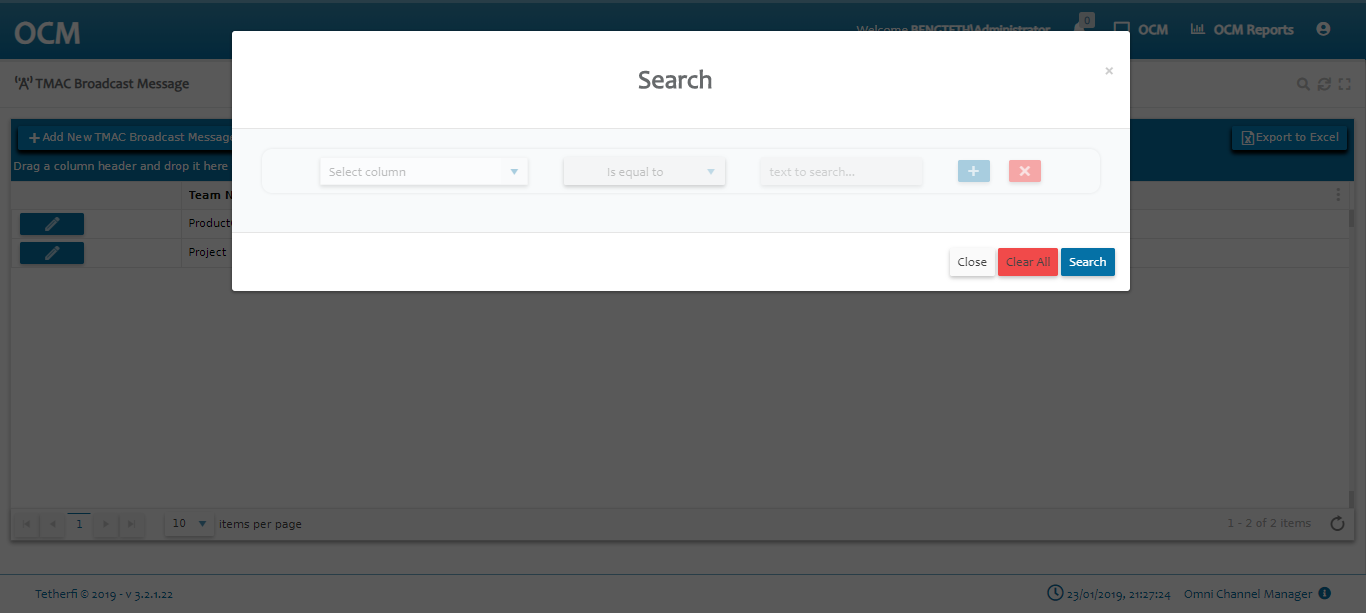 OCM
Welcome BENGTETH\Administrator
0
OCM
OCM Reports
TMAC Broadcast Message
Search
×
+ Add New TMAC Broadcast Message
Export to Excel
Drag a column header and drop it here
Select column
Is equal to
text to search...
Team N
Product
Project
Close
Clear All
Search
1
10
items per page
1 - 2 of 2 items
Tetherfi © 2019 - v 3.2.1.22
23/01/2019, 21:27:24
Omni Channel Manager